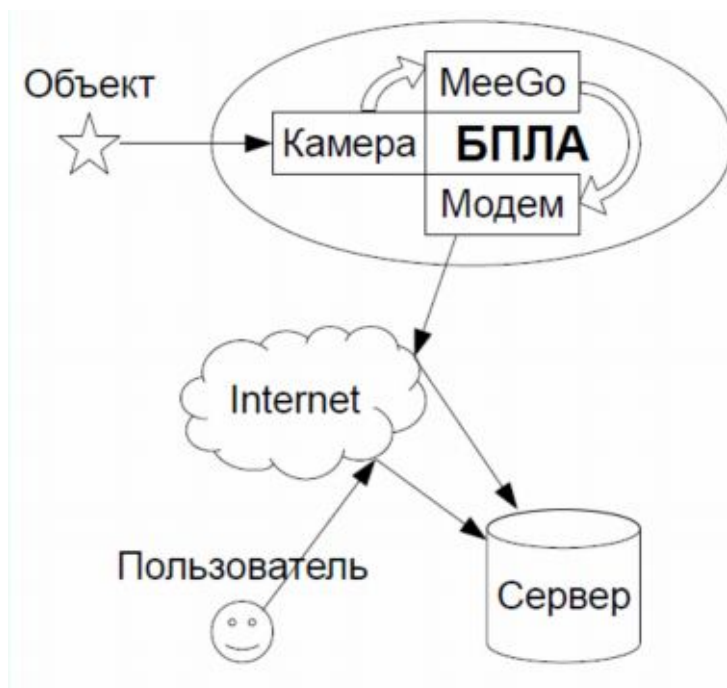 Объект
MeeGo
Камера
БПЛА
Модем
Internet
Пользователь
Сервер